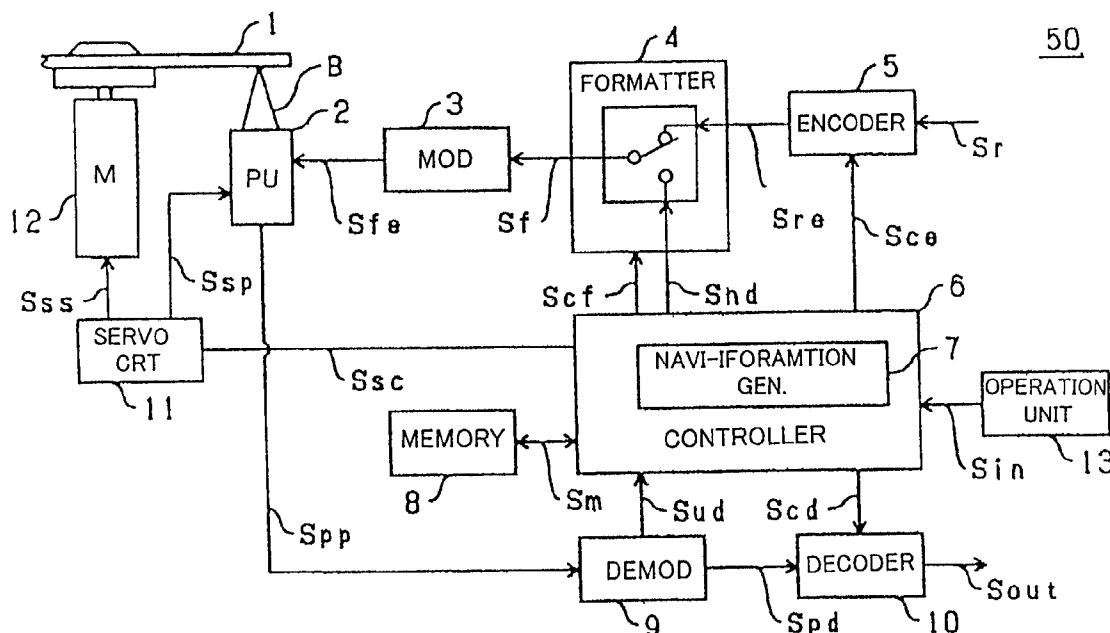 1
4
50
FORMATTER
5
B
2
3
ENCODER
Sr
M
PU
MOD
12
Sfe
Sf
Sre
Sce
Ssp
Sss
Scf
Snd
6
SERVO
CRT
Ssc
NAVI-IFORAMTION
GEN.
7
11
OPERATION
UNIT
MEMORY
CONTROLLER
Sin
13
8
Sm
Sud
Scd
Spp
DEMOD
DECODER
Sout
9
Spd
10